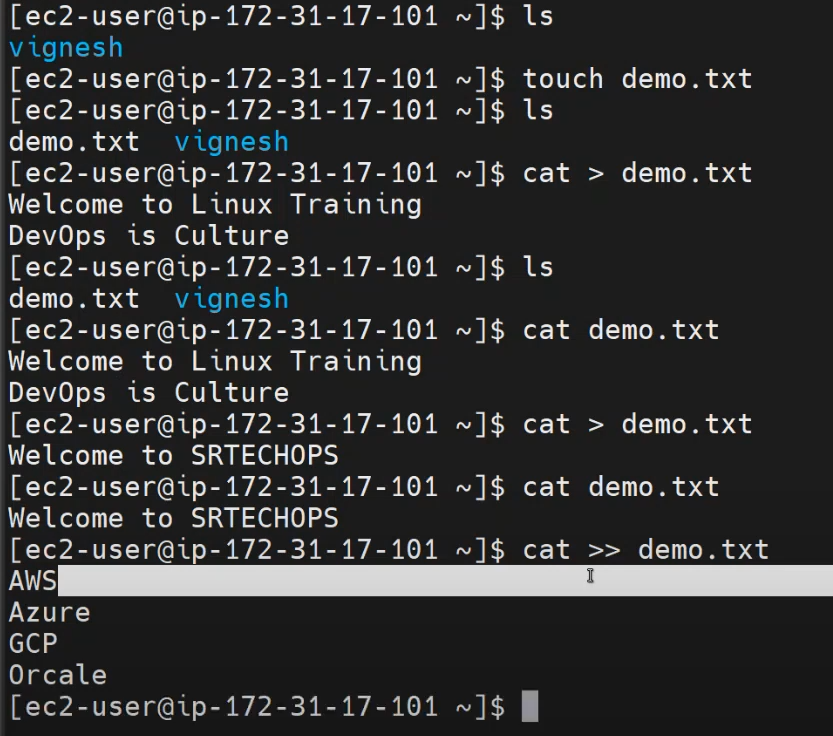 [ec2-user@ip-172-31-17-101 ~]$ ls
vignesh
[ec2-user@ip-172-31-17-101 ~]$ touch demo.txt
[ec2-user@ip-172-31-17-101 ~]$ ls
demo.txt  vignesh
[ec2-user@ip-172-31-17-101 ~]$ cat > demo.txt
Welcome to Linux Training
DevOps is Culture
[ec2-user@ip-172-31-17-101 ~]$ ls
demo.txt  vignesh
[ec2-user@ip-172-31-17-101 ~]$ cat demo.txt
Welcome to Linux Training
DevOps is Culture
[ec2-user@ip-172-31-17-101 ~]$ cat > demo.txt
Welcome to SRTECHOPS
[ec2-user@ip-172-31-17-101 ~]$ cat demo.txt
Welcome to SRTECHOPS
[ec2-user@ip-172-31-17-101 ~]$ cat >> demo.txt
AWS
Azure
GCP
Orcale
[ec2-user@ip-172-31-17-101 ~]$